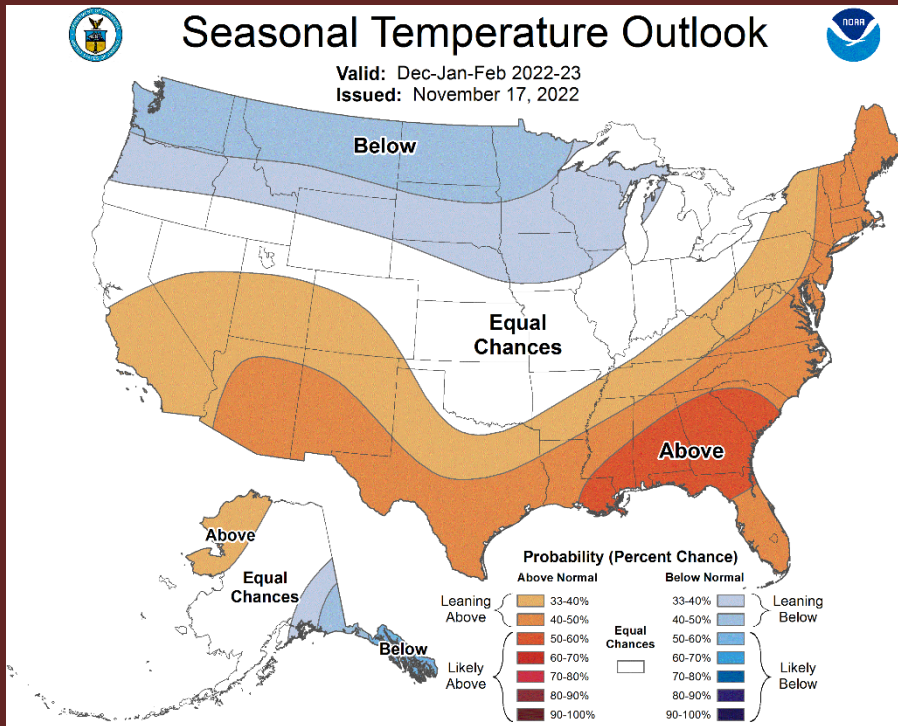 Seasonal Temperature Outlook
NOAA
Valid: Dec-Jan-Feb 2022-23
Issued: November 17, 2022
Below
Equal
Chances
Above
Above
Equal
Chances
Below
Probability (Percent Chance)
Above Normal
Below Normal
Leaning
Above
33-40%
40-50%
Likely
Above
50-60%
60-70%
70-80%
80-90%
90-100%
Equal
Chances
33-40%
40-50%
Leaning
Below
50-60%
60-70%
70-80%
80-90%
90-100%
Likely
Below